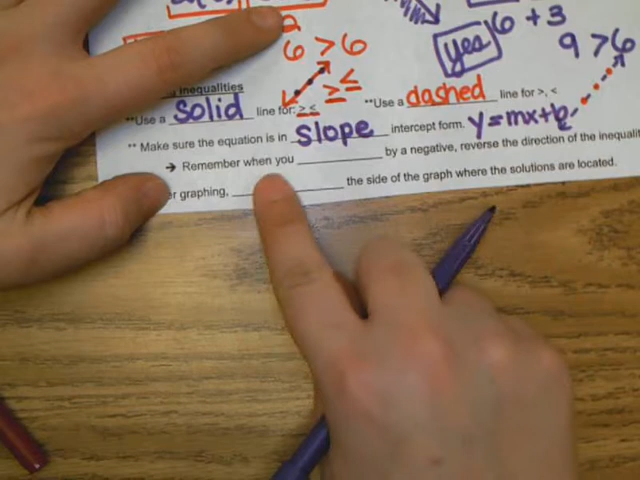 6 + 3
6 > 6
yes
9 > 6
Inequalities
≥ ≤
**Use a solid line for: ≥ ≤ **Use a dashed line for >, <
** Make sure the equation is in slope intercept form. y = mx + b
➔ Remember when you ________ by a negative, reverse the direction of the
graphing, ________ the side of the graph where the solutions are located.